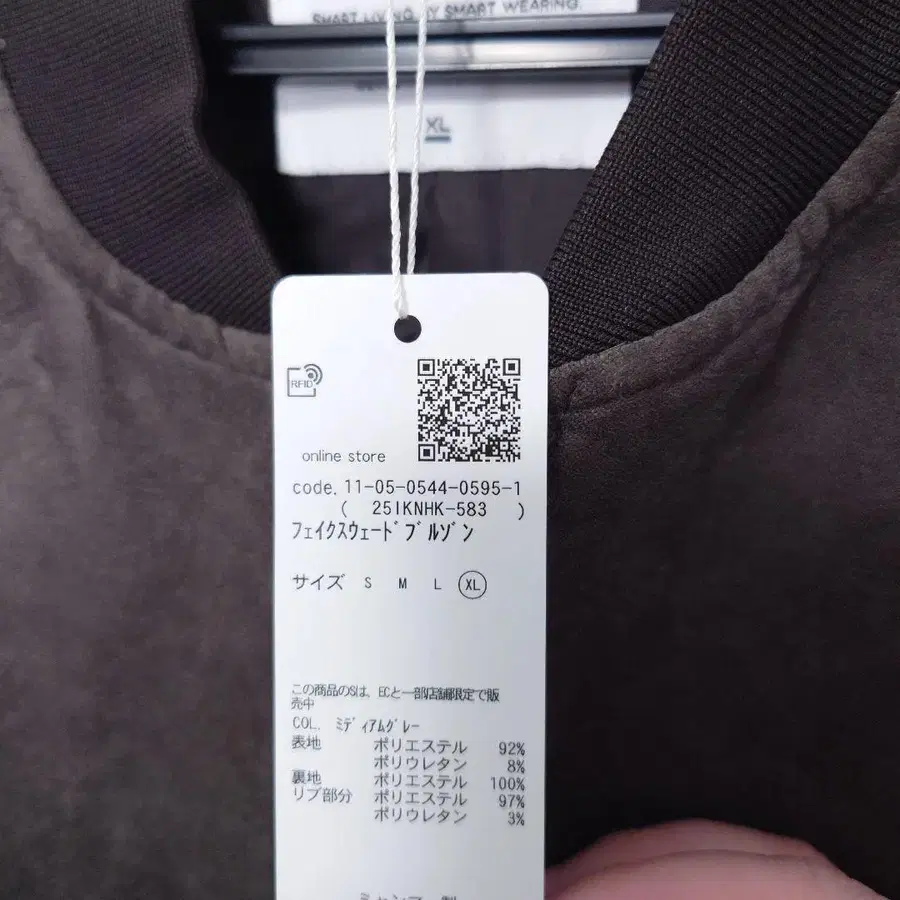 SMART LIVING BY SMART WEARING.
XL
RFID
online store
code. 11-05-0544-0595-1
( 25IKNHK-583 )
ﾌｪｲｸｽｳｪｰﾄﾞﾌﾞﾙｿﾞﾝ
サイズ S M L XL
この商品のSは、ECと一部店舗限定で販
売中
COL. ﾐﾃﾞｨｱﾑｸﾞﾚｰ
表地 ポリエステル 92%
ポリウレタン 8%
裏地 ポリエステル 100%
リブ部分 ポリエステル 97%
ポリウレタン 3%